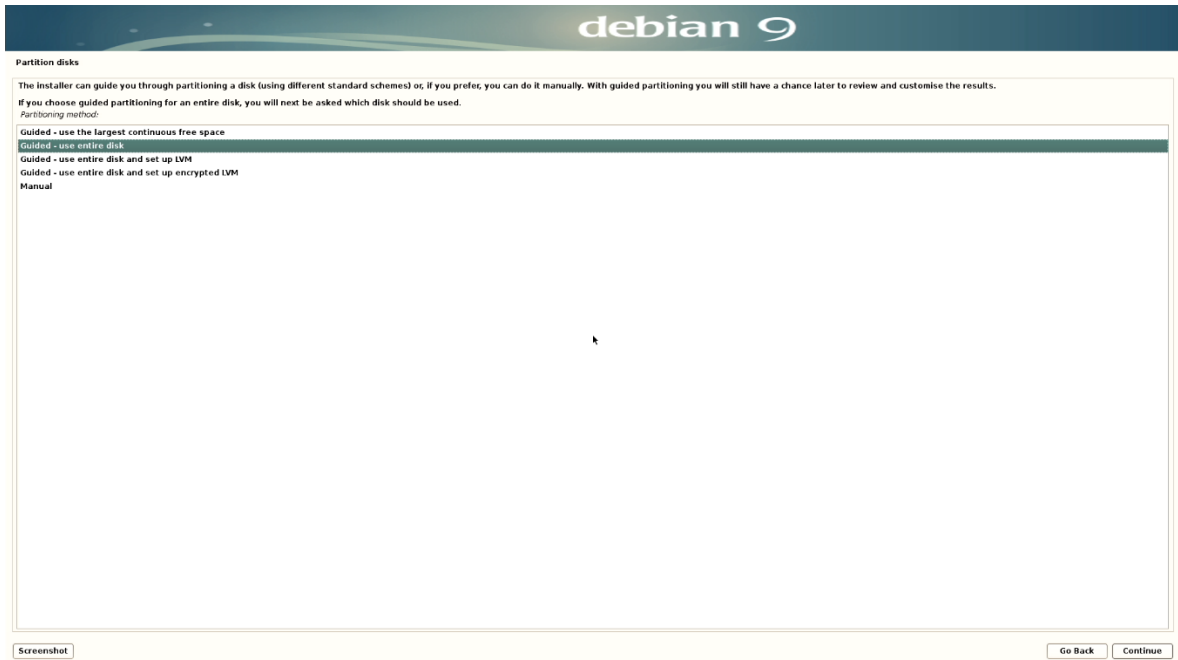 debian 9
Partition disks
The installer can guide you through partitioning a disk (using different standard schemes) or, if you prefer, you can do it manually. With guided partitioning you will still have a chance later to review and customise the results.
If you choose guided partitioning for an entire disk, you will next be asked which disk should be used.
Partitioning method:
Guided - use the largest continuous free space
Guided - use entire disk
Guided - use entire disk and set up LVM
Guided - use entire disk and set up encrypted LVM
Manual
Screenshot
Go Back
Continue